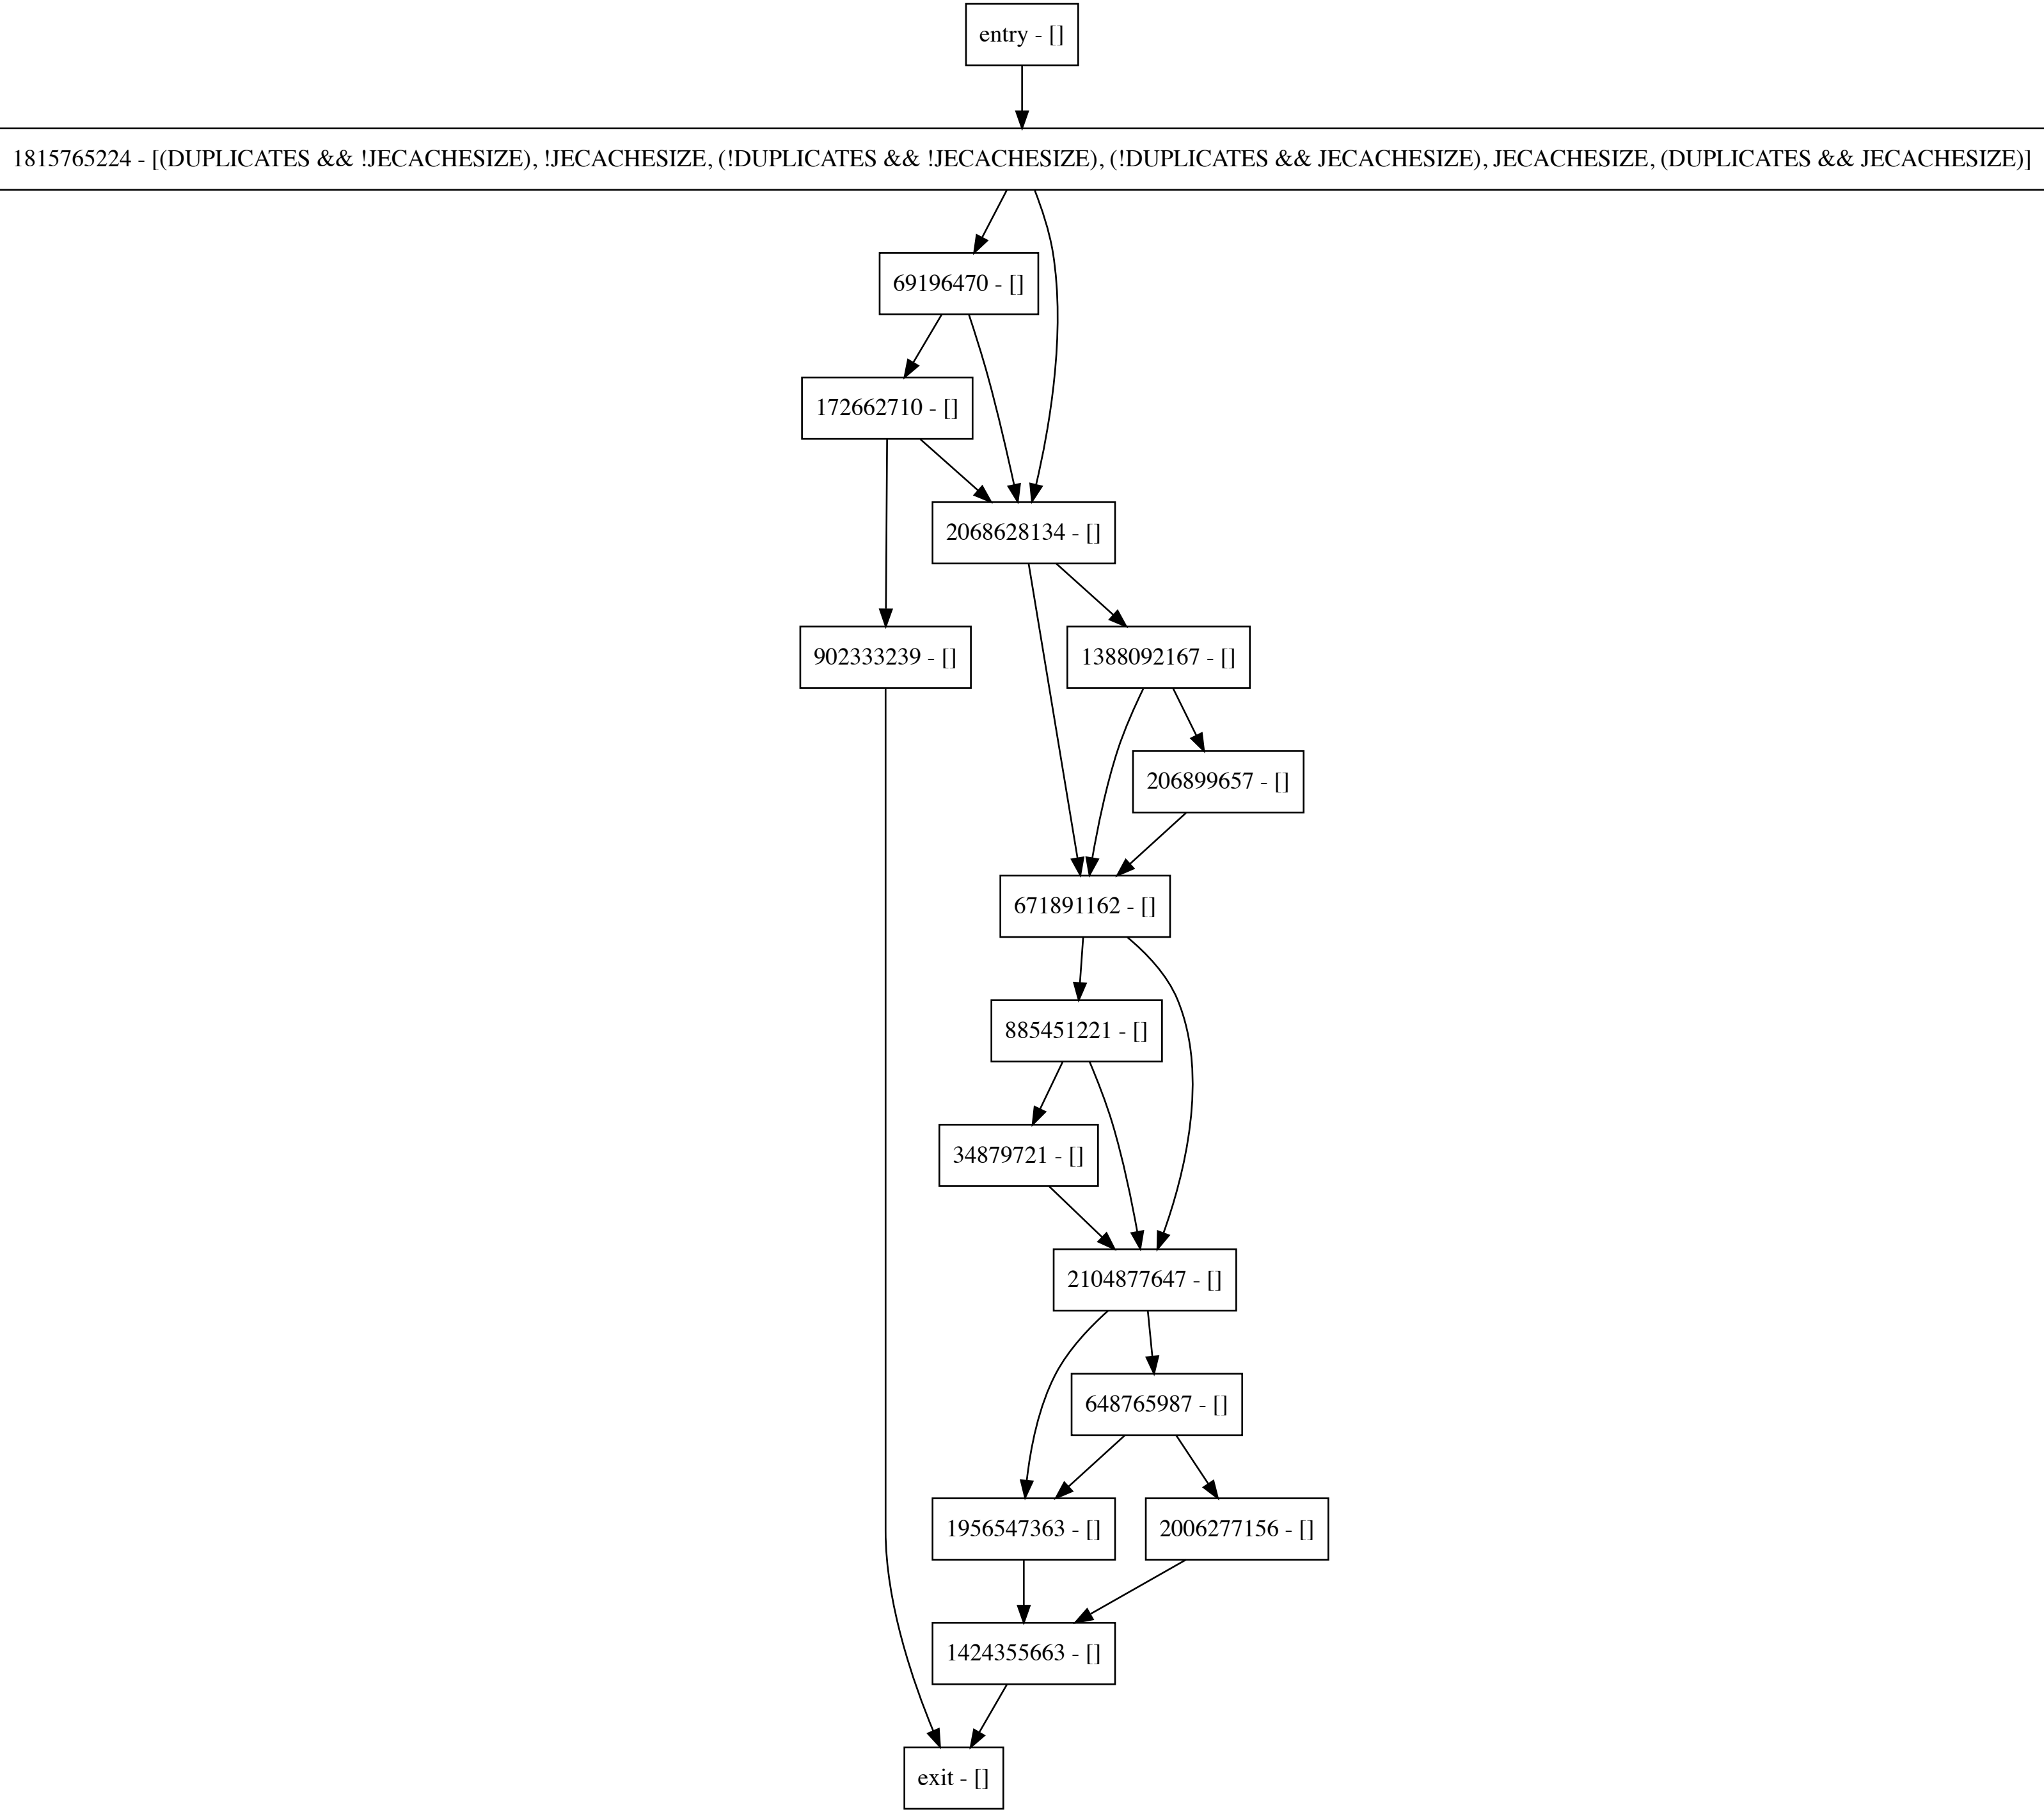 entry - []
1815765224 - [(DUPLICATES && !JECACHESIZE), !JECACHESIZE, (!DUPLICATES && !JECACHESIZE), (!DUPLICATES && JECACHESIZE), JECACHESIZE, (DUPLICATES && JECACHESIZE)]
69196470 - []
172662710 - []
2068628134 - []
902333239 - []
1388092167 - []
206899657 - []
671891162 - []
885451221 - []
34879721 - []
2104877647 - []
648765987 - []
1956547363 - []
2006277156 - []
1424355663 - []
exit - []